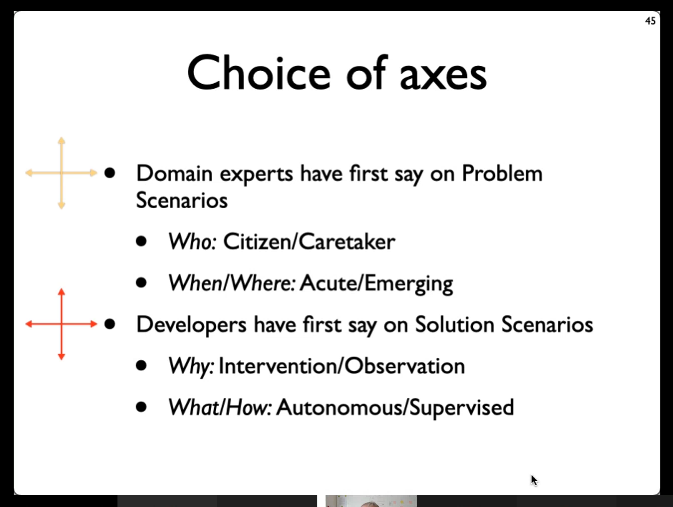 45
Choice of axes
• Domain experts have first say on Problem
Scenarios
• Who: Citizen/Caretaker
• When/Where: Acute/Emerging
• Developers have first say on Solution Scenarios
• Why: Intervention/Observation
• What/How: Autonomous/Supervised